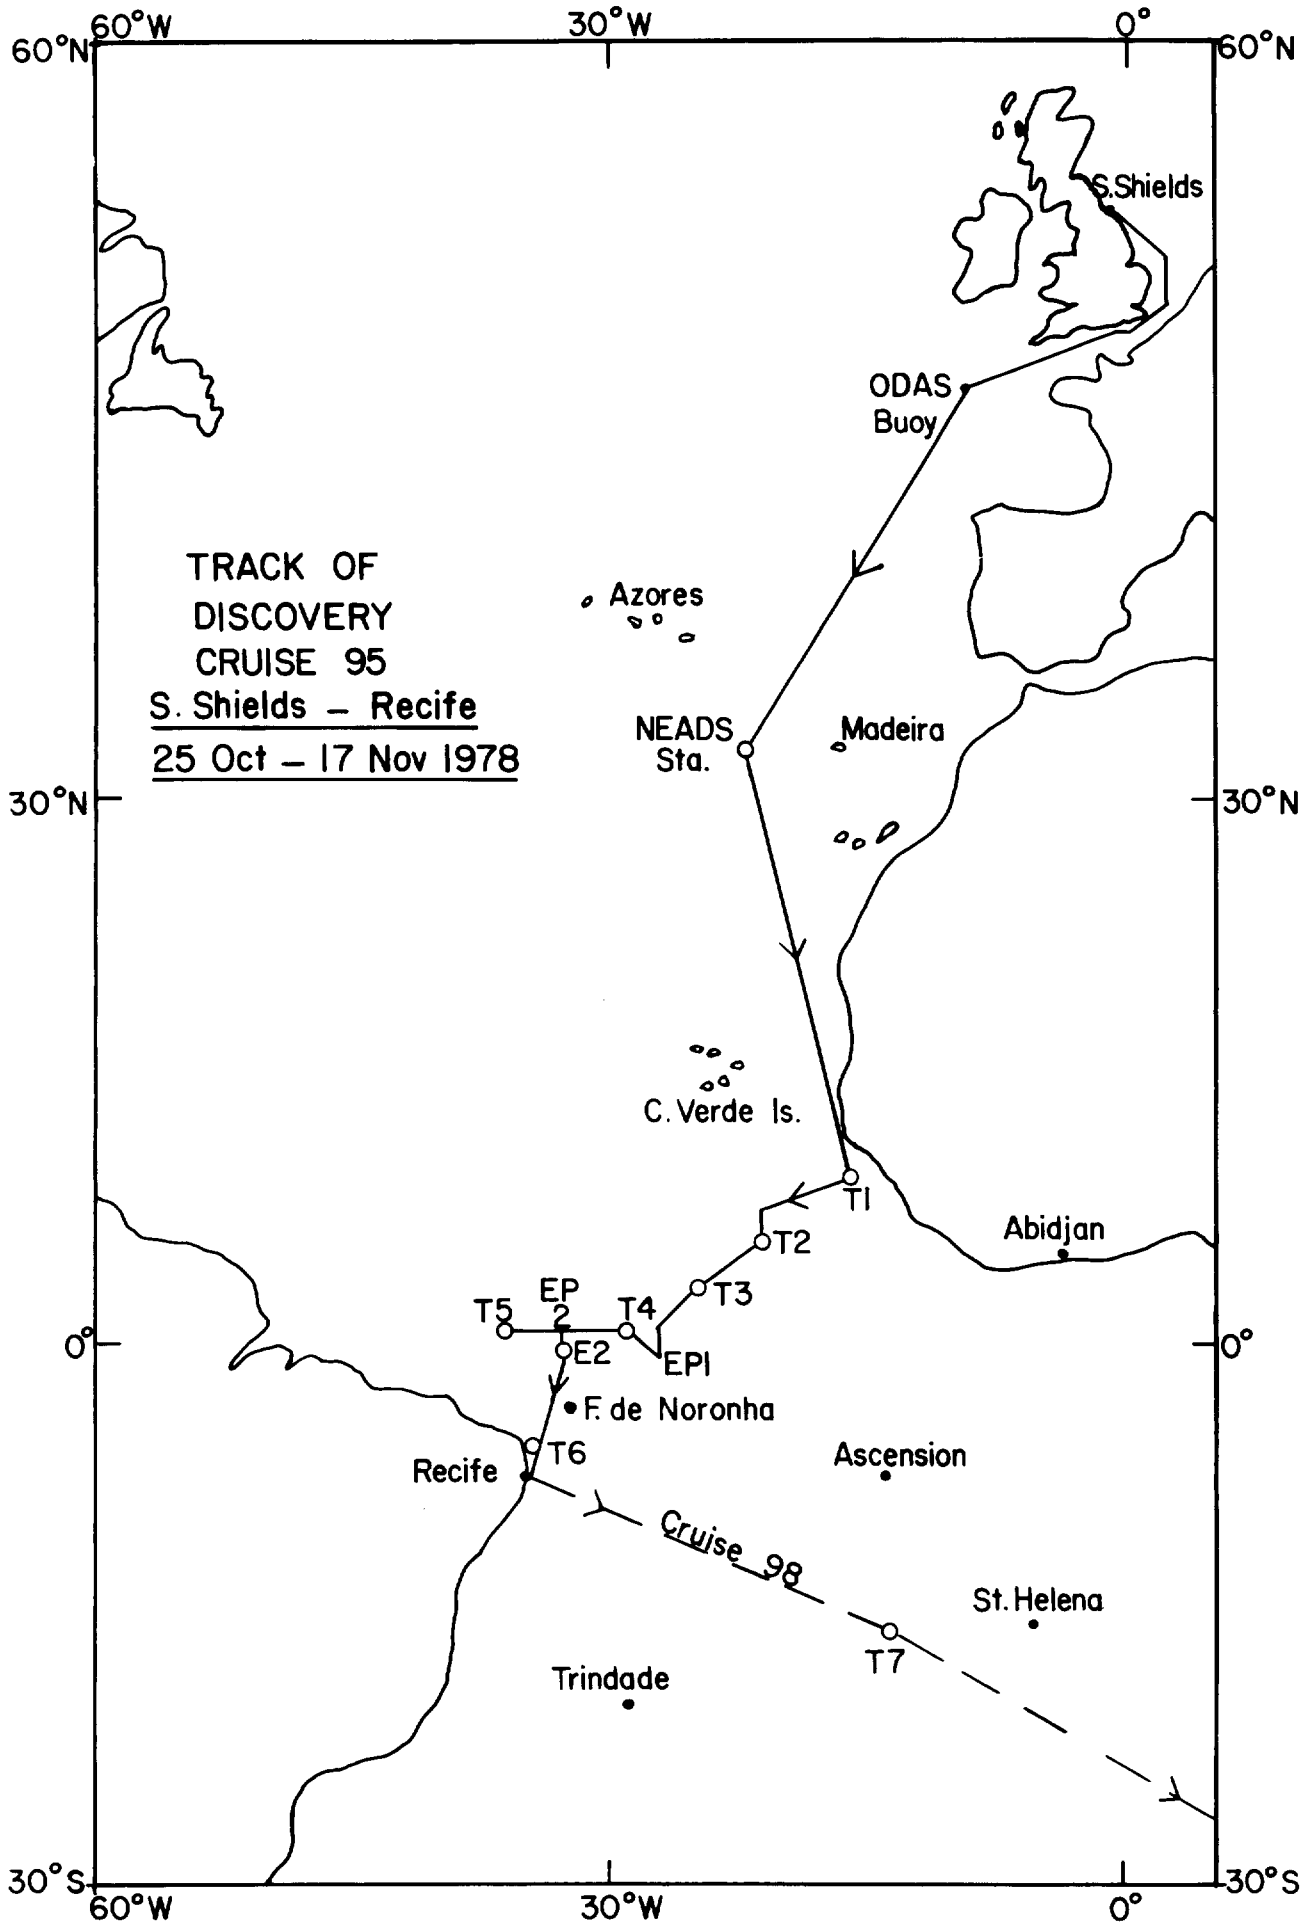 60°W 30°W 0°
60°N 60°N
S.Shields
ODAS
Buoy
TRACK OF
DISCOVERY
CRUISE 95
S. Shields – Recife
25 Oct – 17 Nov 1978
Azores
NEADS
Sta.
Madeira
30°N 30°N
C. Verde Is.
T1
T2
Abidjan
T3
EP
2
T5
T4
0° 0°
E2
EP1
F. de Noronha
T6
Recife
Ascension
Cruise 98
St. Helena
T7
Trindade
30°S 30°S
60°W 30°W 0°